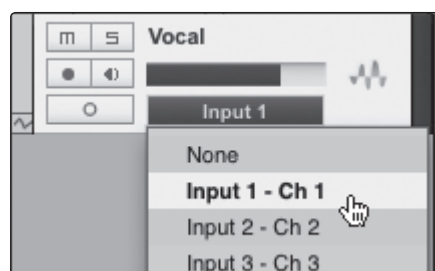 m S Vocal
Input 1
None
Input 1 - Ch 1
Input 2 - Ch 2
Input 3 - Ch 3